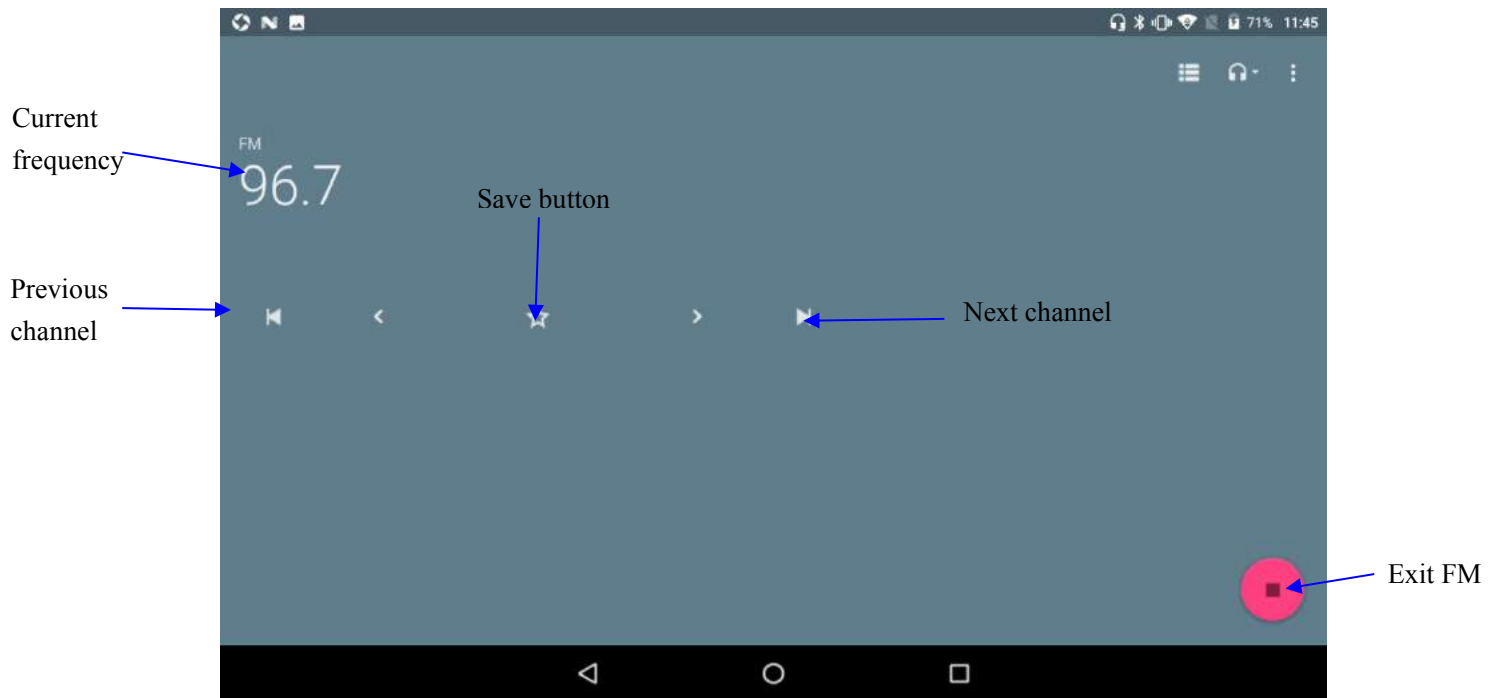 71% 11:45
Current
frequency
FM
96.7
Save button
Previous
channel
Next channel
Exit FM